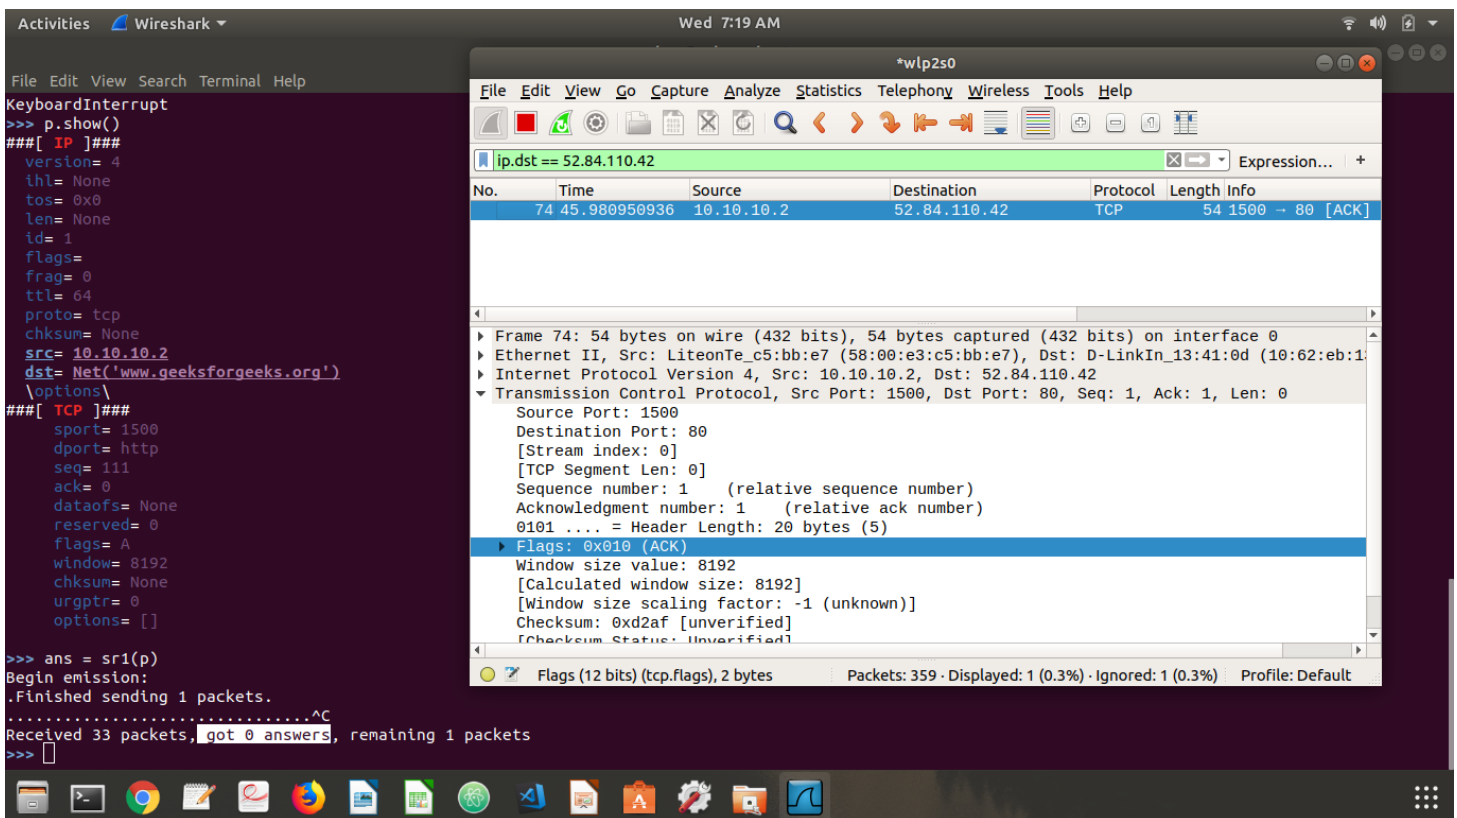 Activities Wireshark Wed 7:19 AM
File Edit View Search Terminal Help
KeyboardInterrupt
>>> p.show()
###[ IP ]###
version= 4
ihl= None
tos= 0x0
len= None
id= 1
flags=
frag= 0
ttl= 64
proto= tcp
chksum= None
src= 10.10.10.2
dst= Net('www.geeksforgeeks.org')
\options\
###[ TCP ]###
sport= 1500
dport= http
seq= 111
ack= 0
dataofs= None
reserved= 0
flags= A
window= 8192
chksum= None
urgptr= 0
options= []
>>> ans = sr1(p)
Begin emission:
.Finished sending 1 packets.
................................^C
Received 33 packets, got 0 answers, remaining 1 packets
>>>
*wlp2s0
File Edit View Go Capture Analyze Statistics Telephony Wireless Tools Help
ip.dst == 52.84.110.42 Expression… +
No. Time Source Destination Protocol Length Info
74 45.980950936 10.10.10.2 52.84.110.42 TCP 54 1500 → 80 [ACK]
Frame 74: 54 bytes on wire (432 bits), 54 bytes captured (432 bits) on interface 0
Ethernet II, Src: LiteonTe_c5:bb:e7 (58:00:e3:c5:bb:e7), Dst: D-LinkIn_13:41:0d (10:62:eb:1
Internet Protocol Version 4, Src: 10.10.10.2, Dst: 52.84.110.42
Transmission Control Protocol, Src Port: 1500, Dst Port: 80, Seq: 1, Ack: 1, Len: 0
Source Port: 1500
Destination Port: 80
[Stream index: 0]
[TCP Segment Len: 0]
Sequence number: 1 (relative sequence number)
Acknowledgment number: 1 (relative ack number)
0101 .... = Header Length: 20 bytes (5)
Flags: 0x010 (ACK)
Window size value: 8192
[Calculated window size: 8192]
[Window size scaling factor: -1 (unknown)]
Checksum: 0xd2af [unverified]
[Checksum Status: Unverified]
Flags (12 bits) (tcp.flags), 2 bytes Packets: 359 · Displayed: 1 (0.3%) · Ignored: 1 (0.3%) Profile: Default